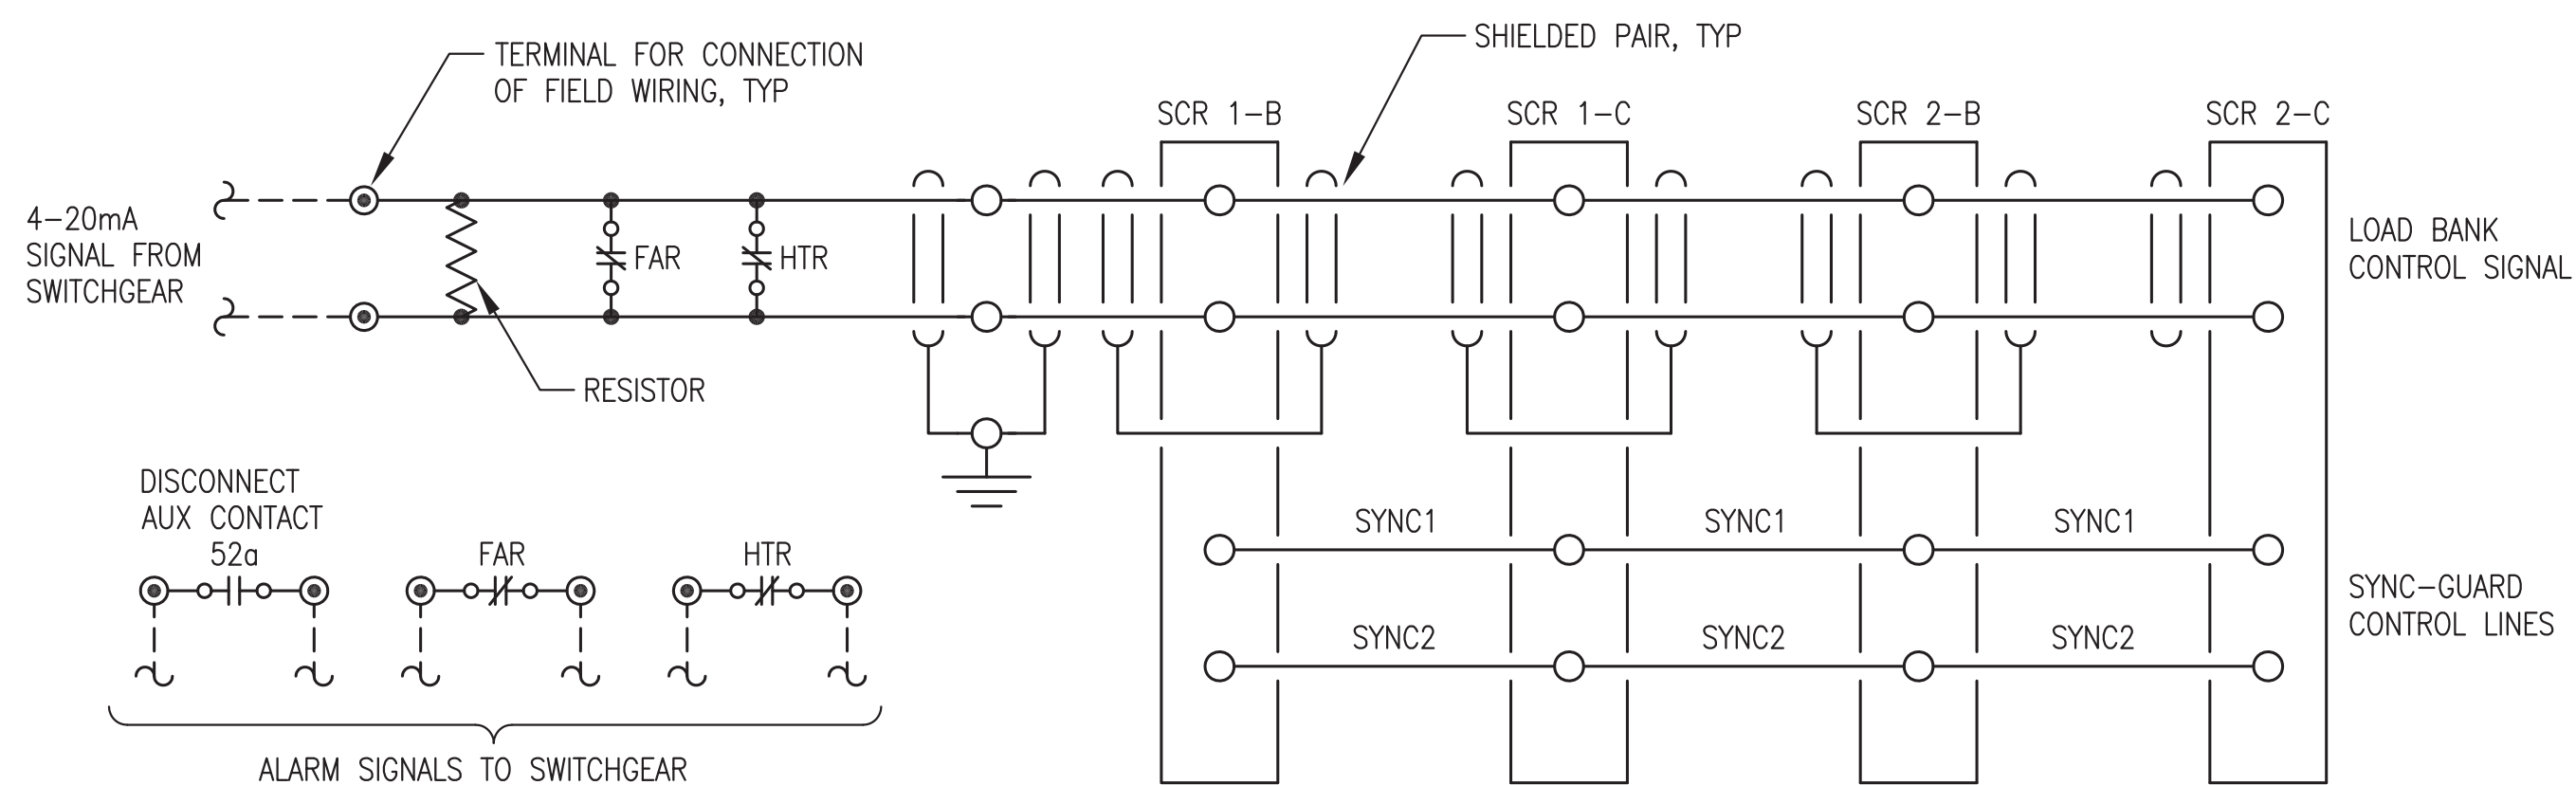 TERMINAL FOR CONNECTION
OF FIELD WIRING, TYP
SHIELDED PAIR, TYP
SCR 1-B
SCR 1-C
SCR 2-B
SCR 2-C
4-20mA
SIGNAL FROM
SWITCHGEAR
FAR
HTR
LOAD BANK
CONTROL SIGNAL
RESISTOR
DISCONNECT
AUX CONTACT
52a
FAR
HTR
SYNC1
SYNC1
SYNC1
SYNC-GUARD
CONTROL LINES
SYNC2
SYNC2
SYNC2
ALARM SIGNALS TO SWITCHGEAR